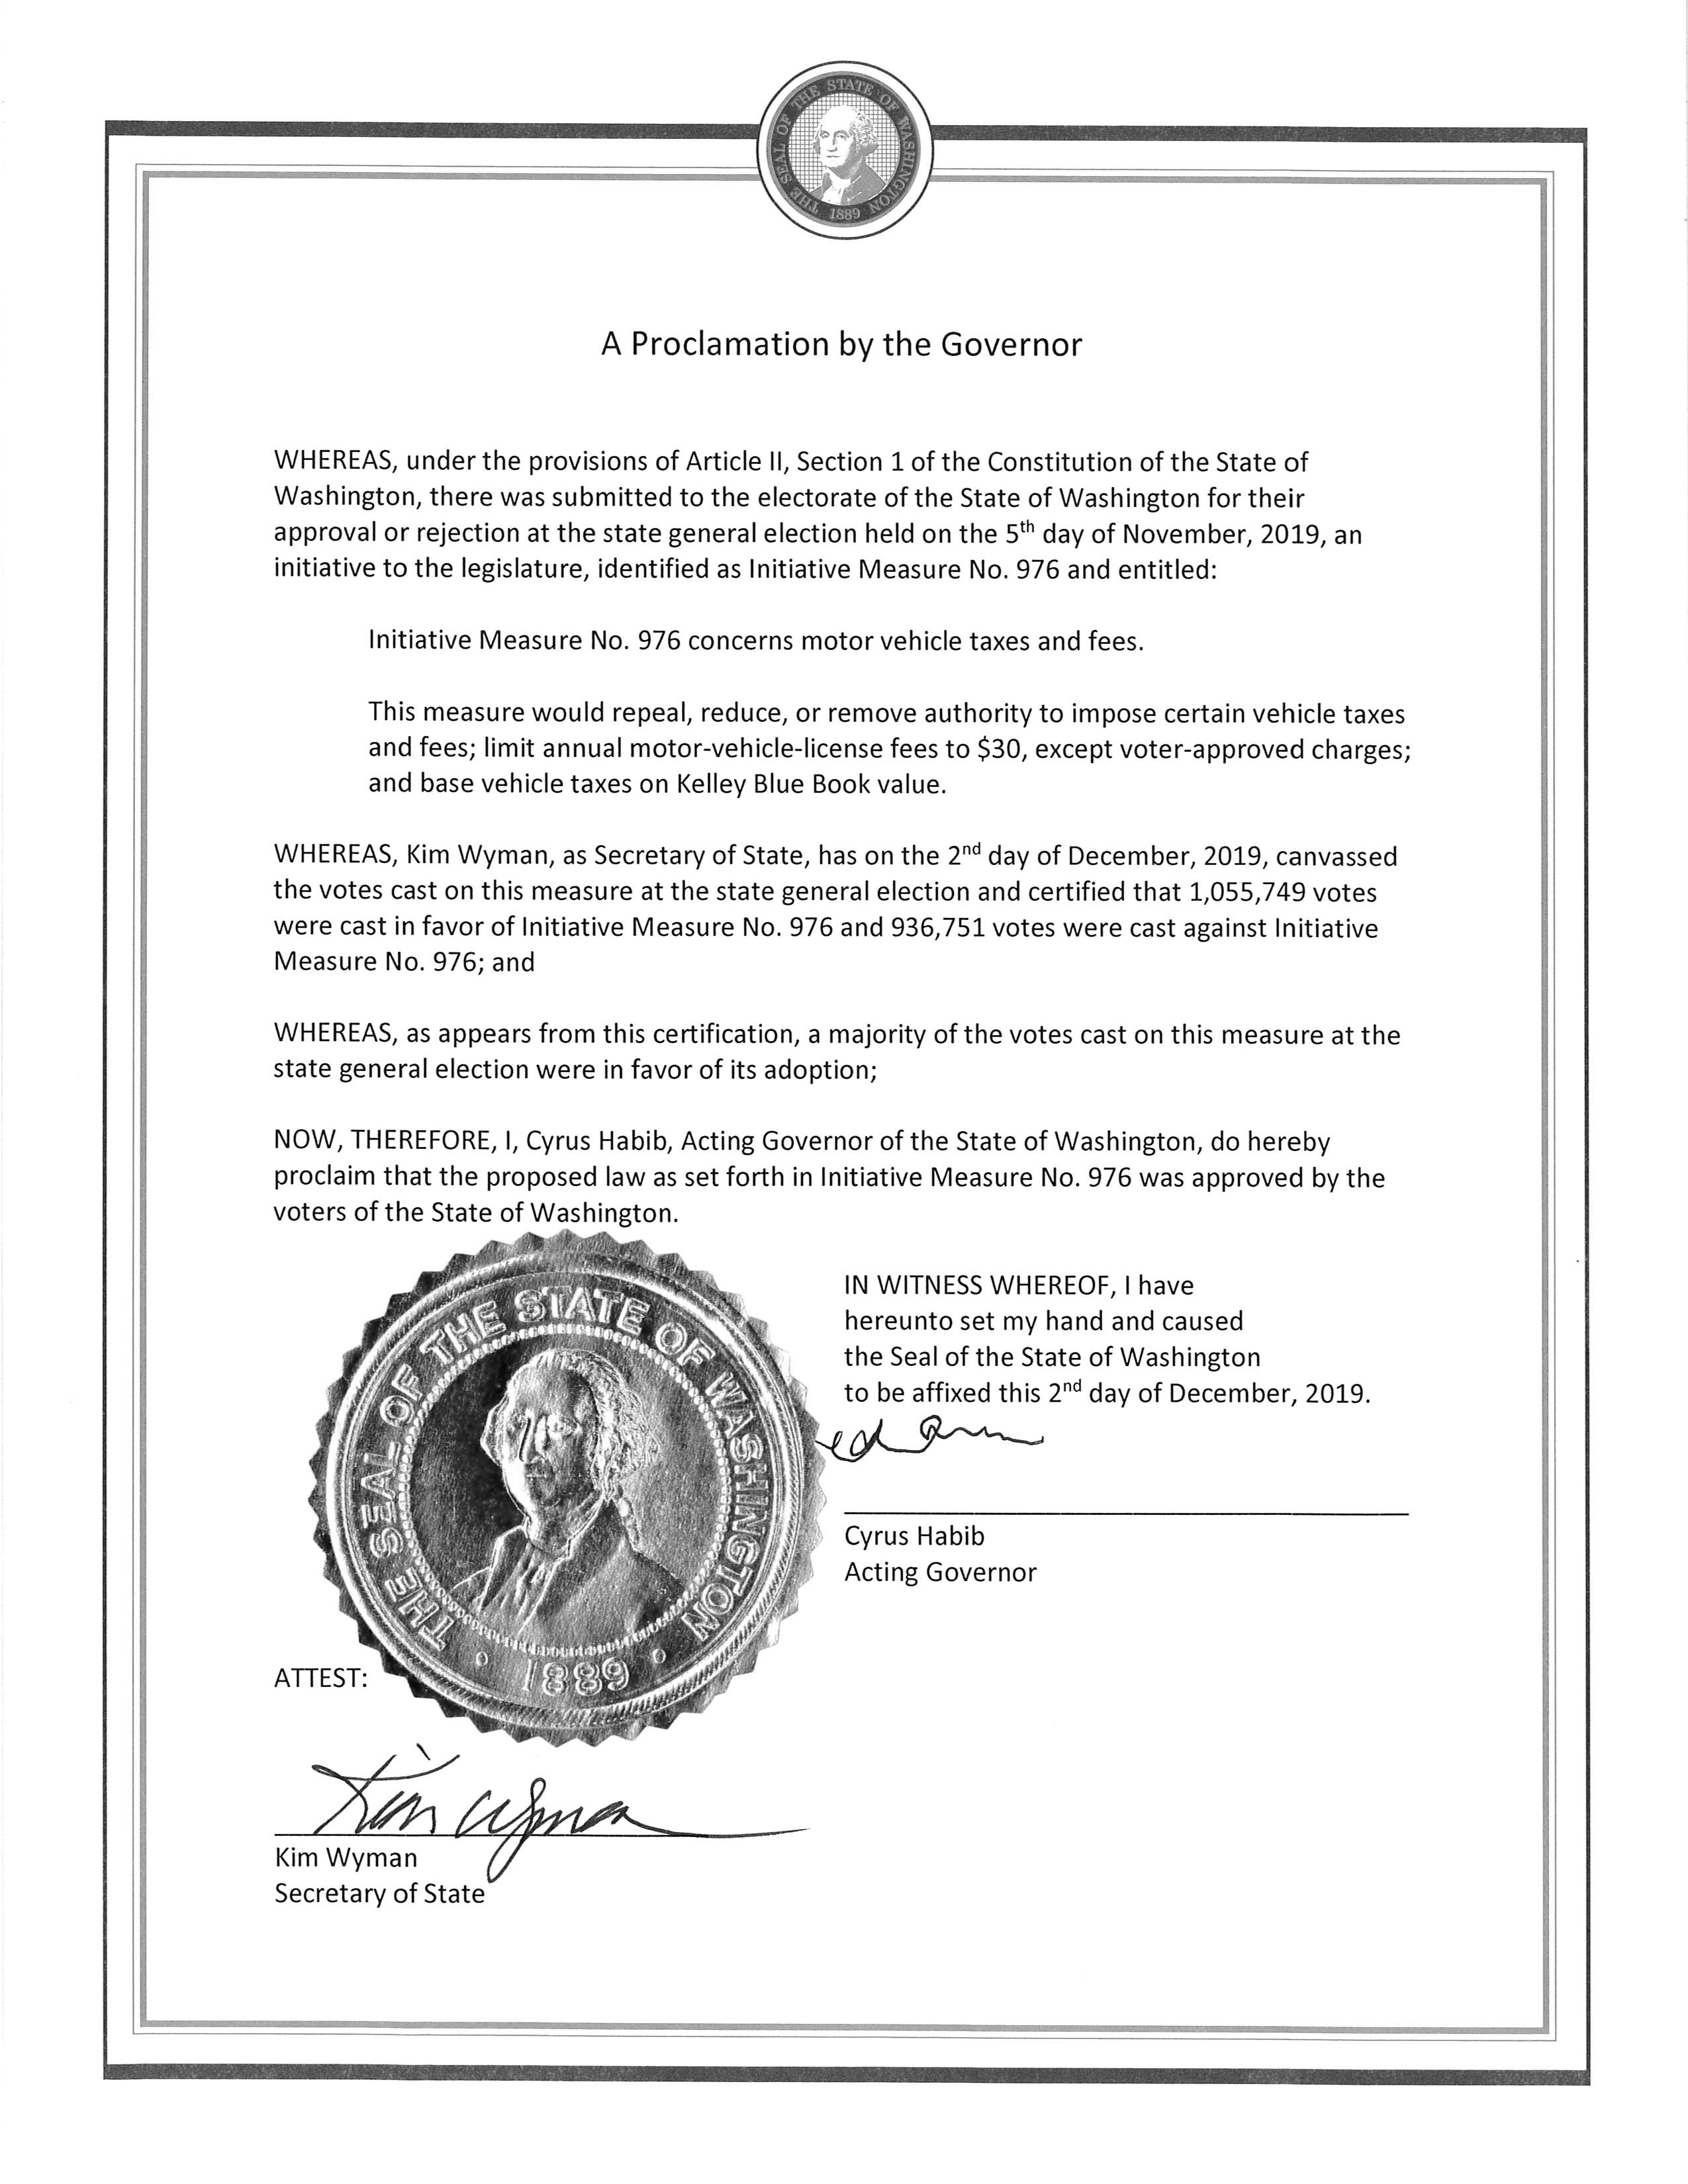 THE SEAL OF THE STATE OF WASHINGTON
1889
A Proclamation by the Governor
WHEREAS, under the provisions of Article II, Section 1 of the Constitution of the State of
Washington, there was submitted to the electorate of the State of Washington for their
approval or rejection at the state general election held on the 5th day of November, 2019, an
initiative to the legislature, identified as Initiative Measure No. 976 and entitled:
Initiative Measure No. 976 concerns motor vehicle taxes and fees.
This measure would repeal, reduce, or remove authority to impose certain vehicle taxes
and fees; limit annual motor-vehicle-license fees to $30, except voter-approved charges;
and base vehicle taxes on Kelley Blue Book value.
WHEREAS, Kim Wyman, as Secretary of State, has on the 2nd day of December, 2019, canvassed
the votes cast on this measure at the state general election and certified that 1,055,749 votes
were cast in favor of Initiative Measure No. 976 and 936,751 votes were cast against Initiative
Measure No. 976; and
WHEREAS, as appears from this certification, a majority of the votes cast on this measure at the
state general election were in favor of its adoption;
NOW, THEREFORE, I, Cyrus Habib, Acting Governor of the State of Washington, do hereby
proclaim that the proposed law as set forth in Initiative Measure No. 976 was approved by the
voters of the State of Washington.
IN WITNESS WHEREOF, I have
hereunto set my hand and caused
the Seal of the State of Washington
to be affixed this 2nd day of December, 2019.
Cyrus Habib
Acting Governor
THE SEAL OF THE STATE OF WASHINGTON
1889
ATTEST:
Kim Wyman
Kim Wyman
Secretary of State